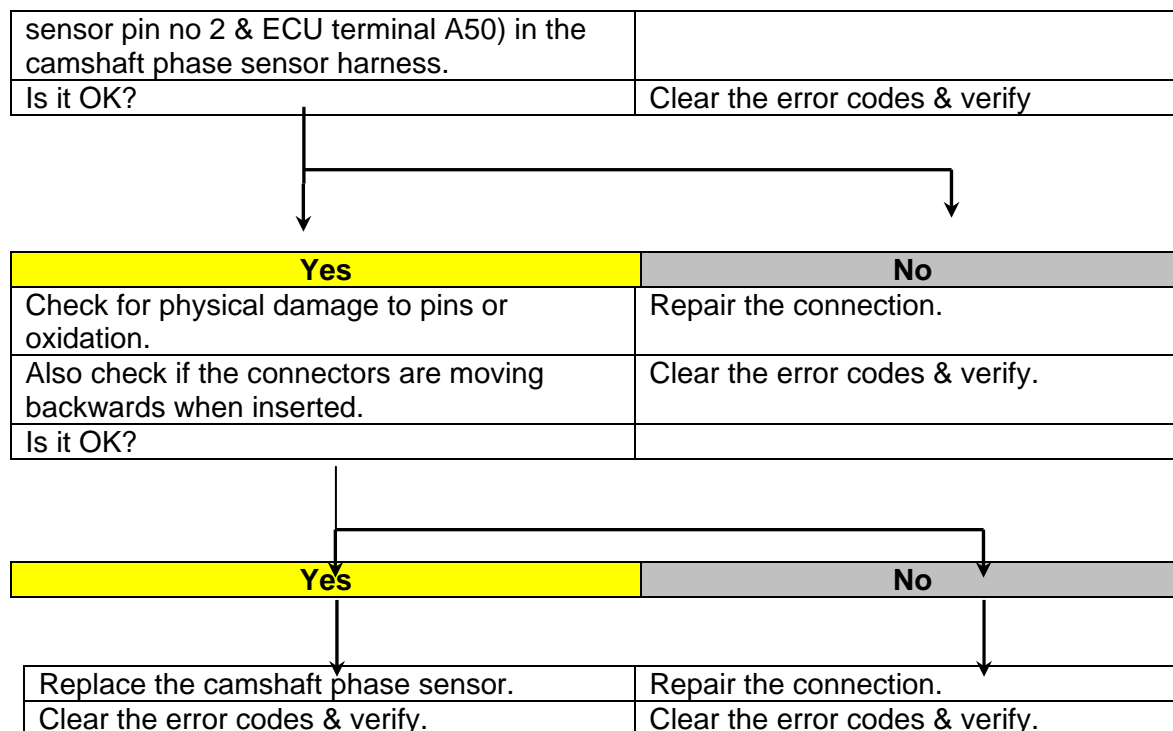 sensor pin no 2 & ECU terminal A50) in the
camshaft phase sensor harness.
Is it OK?
Clear the error codes & verify
Yes
No
Check for physical damage to pins or
oxidation.
Repair the connection.
Also check if the connectors are moving
backwards when inserted.
Clear the error codes & verify.
Is it OK?
Yes
No
Replace the camshaft phase sensor.
Repair the connection.
Clear the error codes & verify.
Clear the error codes & verify.